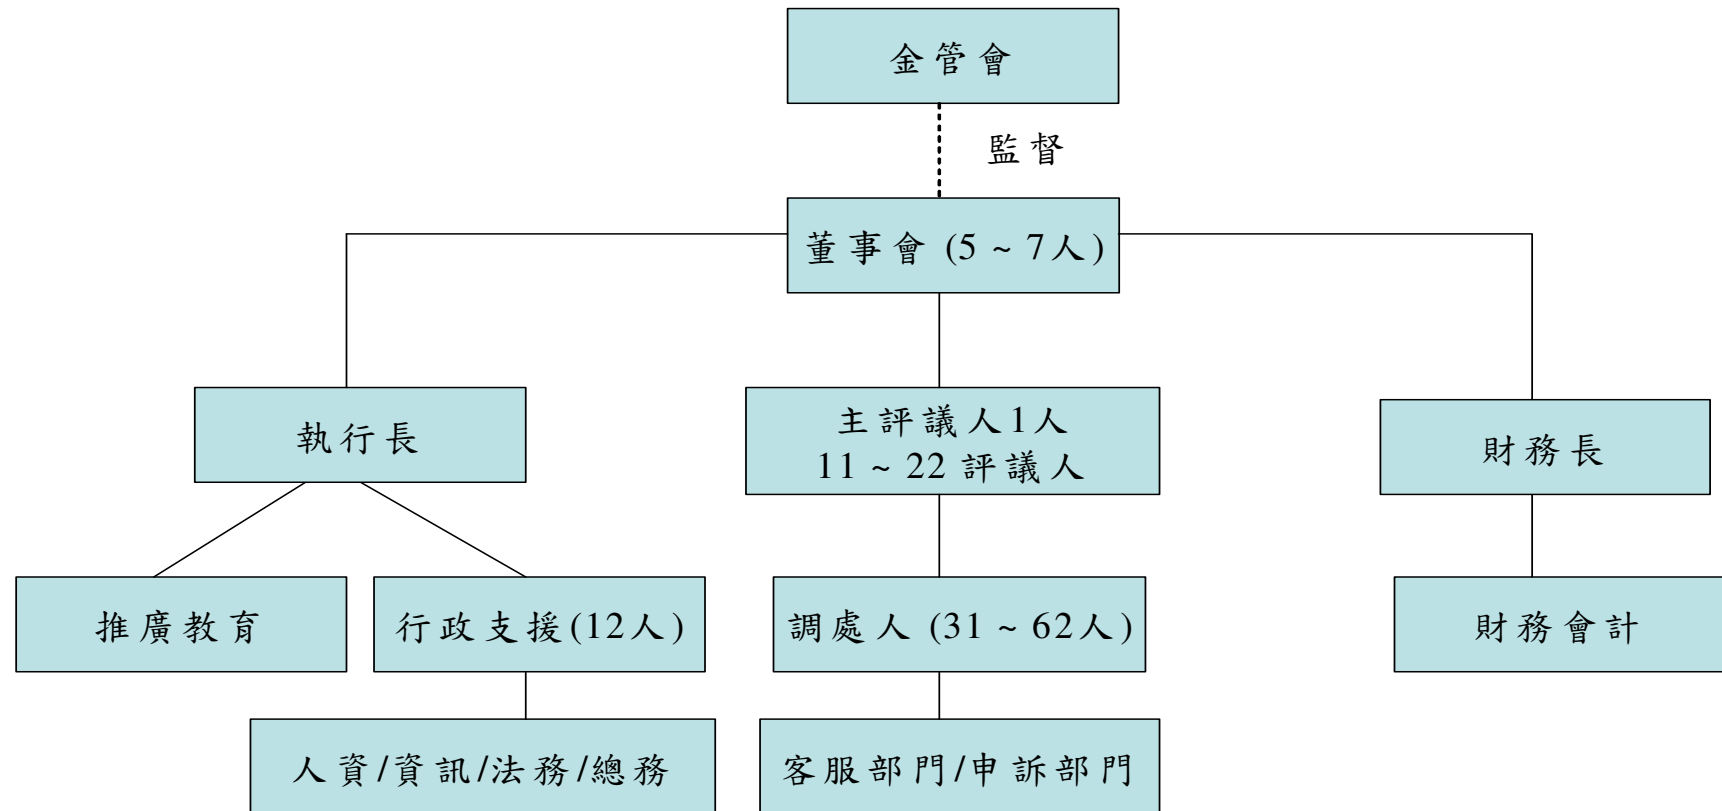 金管會
監督
董事會 (5 ~ 7人)
執行長
主評議人1人
11 ~ 22 評議人
財務長
推廣教育
行政支援(12人)
調處人 (31 ~ 62人)
財務會計
人資/資訊/法務/總務
客服部門/申訴部門